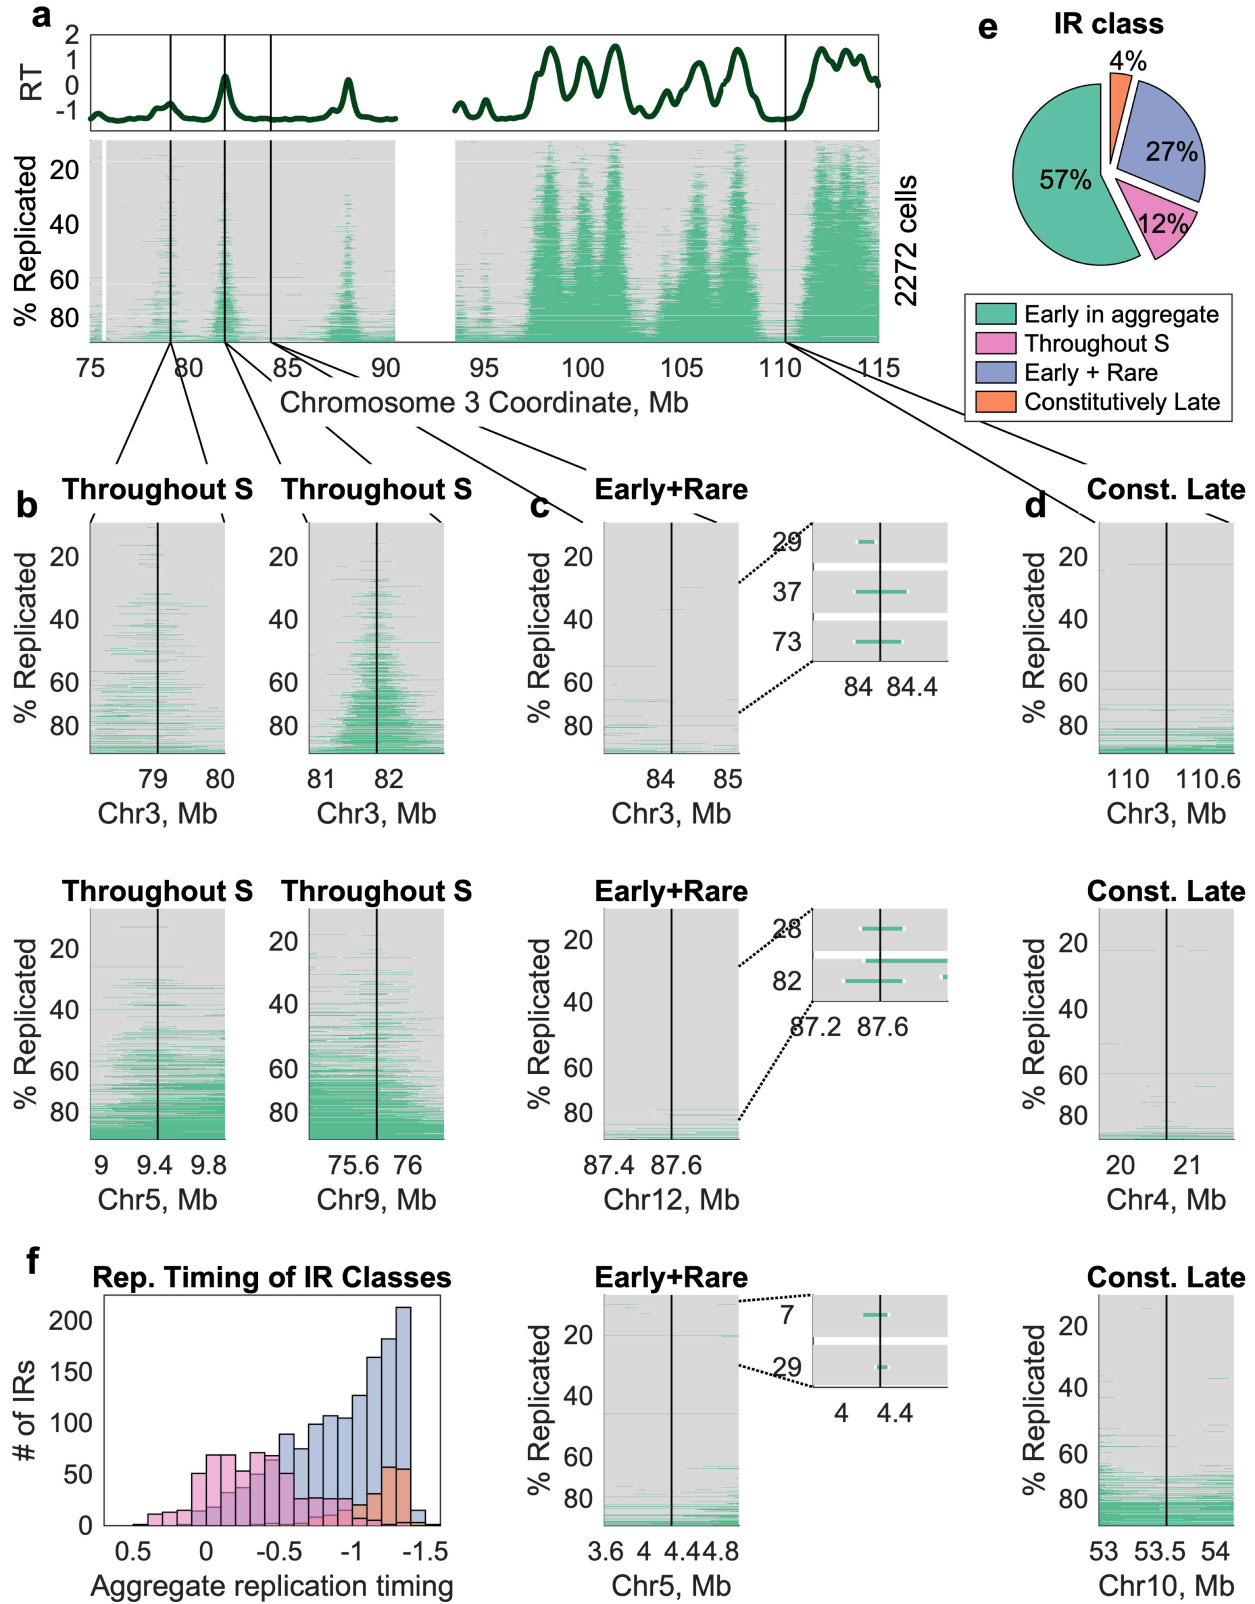 a
2
1
0
-1
RT
20
40
60
80
% Replicated
2272 cells
75 80 85 90 95 100 105 110 115
Chromosome 3 Coordinate, Mb
e
IR class
4%
27%
12%
57%
Early in aggregate
Throughout S
Early + Rare
Constitutively Late
b
Throughout S
% Replicated
20
40
60
80
79 80
Chr3, Mb
Throughout S
20
40
60
80
81 82
Chr3, Mb
c
Early+Rare
% Replicated
20
40
60
80
84 85
Chr3, Mb
29
37
73
84 84.4
d
Const. Late
% Replicated
20
40
60
80
110 110.6
Chr3, Mb
Throughout S
% Replicated
20
40
60
80
9 9.4 9.8
Chr5, Mb
Throughout S
20
40
60
80
75.6 76
Chr9, Mb
Early+Rare
% Replicated
20
40
60
80
87.4 87.6
Chr12, Mb
28
82
87.2 87.6
Const. Late
% Replicated
20
40
60
80
20 21
Chr4, Mb
f
Rep. Timing of IR Classes
# of IRs
200
150
100
50
0
0.5 0 -0.5 -1 -1.5
Aggregate replication timing
Early+Rare
% Replicated
20
40
60
80
3.6 4 4.4 4.8
Chr5, Mb
7
29
4 4.4
Const. Late
% Replicated
20
40
60
80
53 53.5 54
Chr10, Mb